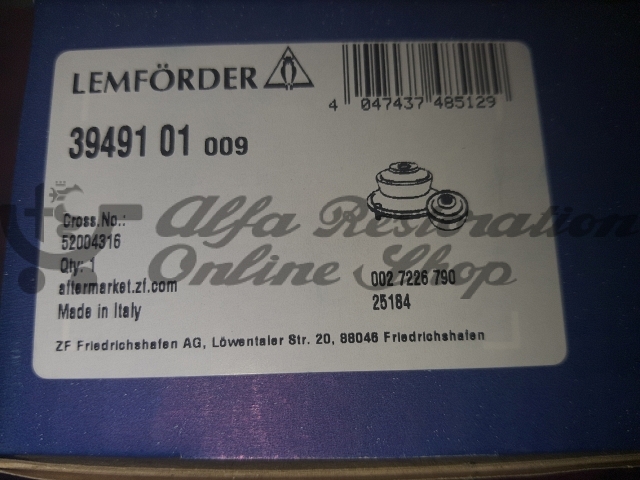 LEMFÖRDER
4 047437 485129
39491 01 009
Alfa Restoration
Online Shop
Cross.No.:
52004316
Qty: 1
aftermarket.zf.com
Made in Italy
002 7226 790
25184
ZF Friedrichshafen AG, Löwentaler Str. 20, 88046 Friedrichshafen